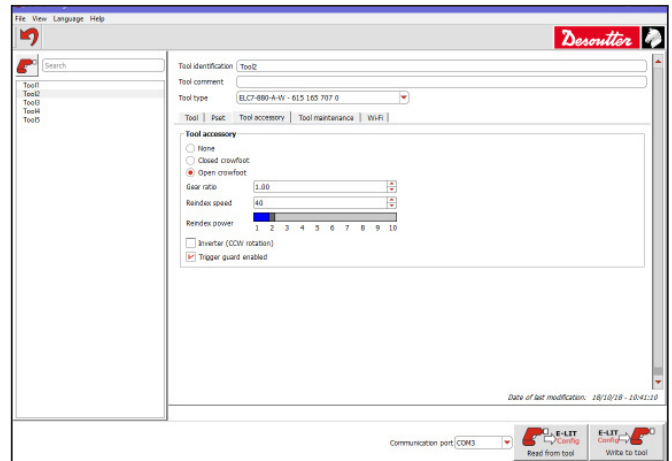 File View Language Help
Desoutter
Search
Tool1
Tool2
Tool3
Tool4
Tool5
Tool identification Tool2
Tool comment
Tool type ELC7-880-A-W - 615 165 707 0
Tool Pset Tool accessory Tool maintenance Wi-Fi
Tool accessory
None
Closed crowfoot
Open crowfoot
Gear ratio 1.00
Reindex speed 40
Reindex power
1 2 3 4 5 6 7 8 9 10
Inverter (CCW rotation)
Trigger guard enabled
Date of last modification: 18/10/18 - 10:41:10
Communication port COM3
E-LIT
Config
Read from tool
E-LIT
Config
Write to tool